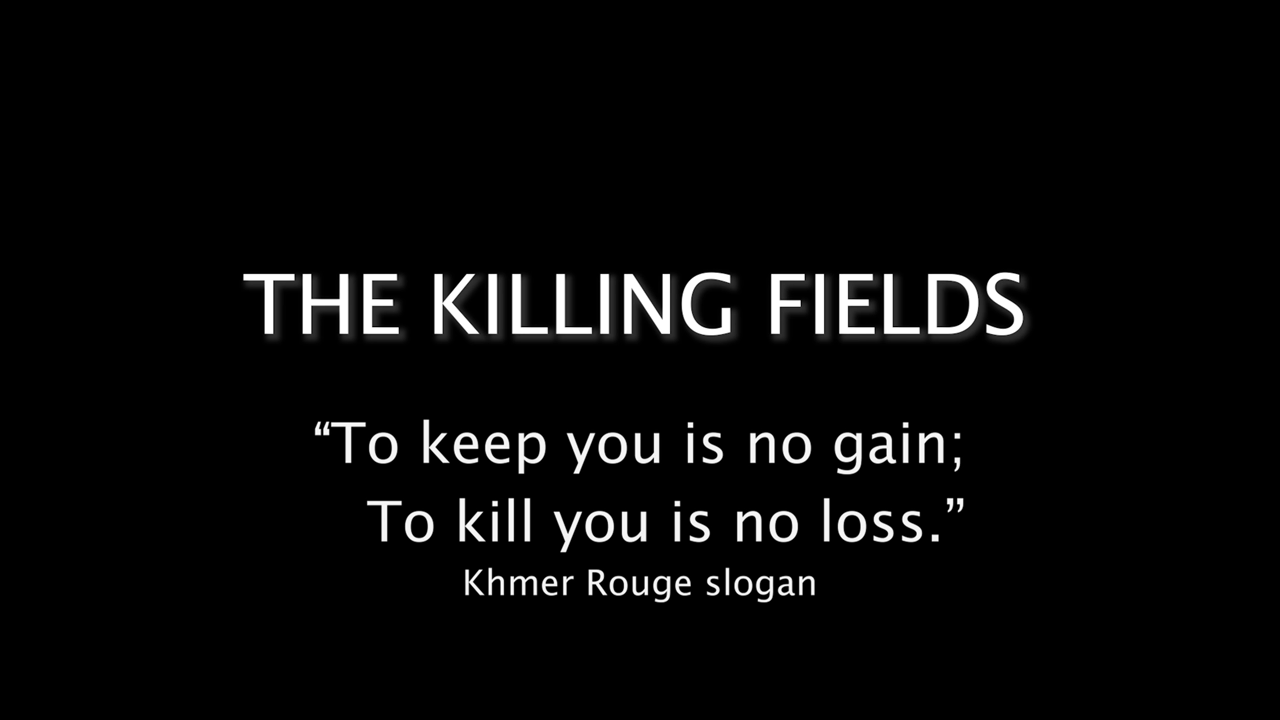 THE KILLING FIELDS
“To keep you is no gain;
To kill you is no loss.”
Khmer Rouge slogan